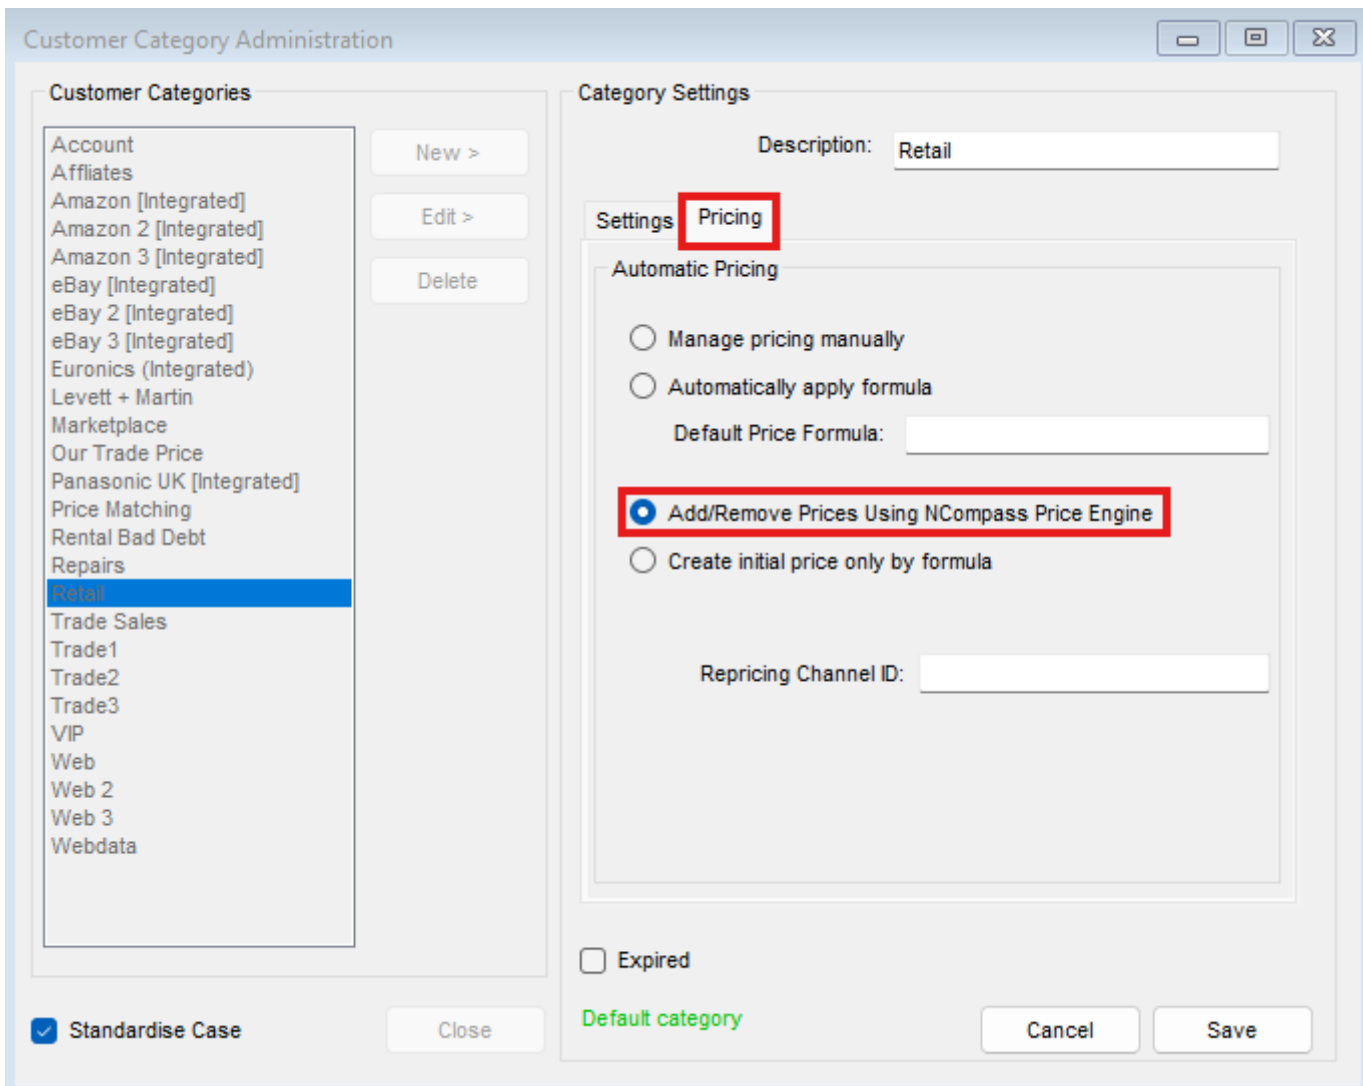 Customer Category Administration
Customer Categories
Account
Affliates
Amazon [Integrated]
Amazon 2 [Integrated]
Amazon 3 [Integrated]
eBay [Integrated]
eBay 2 [Integrated]
eBay 3 [Integrated]
Euronics (Integrated)
Levett + Martin
Marketplace
Our Trade Price
Panasonic UK [Integrated]
Price Matching
Rental Bad Debt
Repairs
Retail
Trade Sales
Trade1
Trade2
Trade3
VIP
Web
Web 2
Web 3
Webdata
New >
Edit >
Delete
Standardise Case
Close
Category Settings
Description: Retail
Settings Pricing
Automatic Pricing
Manage pricing manually
Automatically apply formula
Default Price Formula:
Add/Remove Prices Using NCompass Price Engine
Create initial price only by formula
Repricing Channel ID:
Expired
Default category
Cancel Save